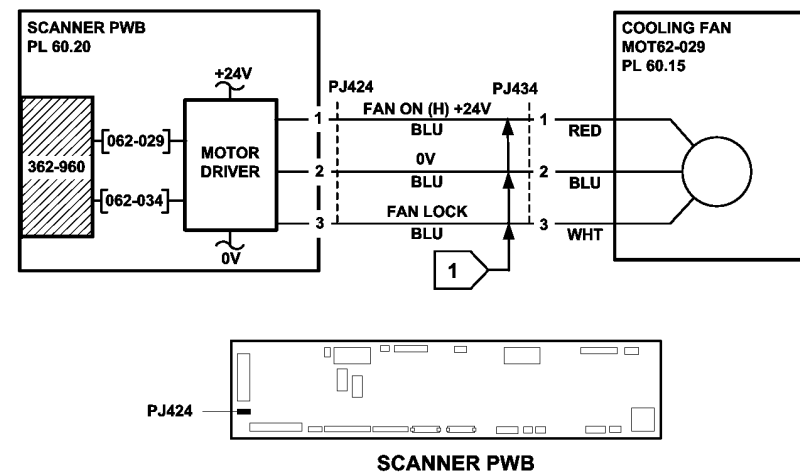 SCANNER PWB
PL 60.20
+24V
362-960
062-029
062-034
MOTOR
DRIVER
0V
PJ424
PJ434
1
FAN ON (H) +24V
BLU
1
RED
2
0V
BLU
2
BLU
3
FAN LOCK
BLU
3
WHT
1
COOLING FAN
MOT62-029
PL 60.15
PJ424
SCANNER PWB